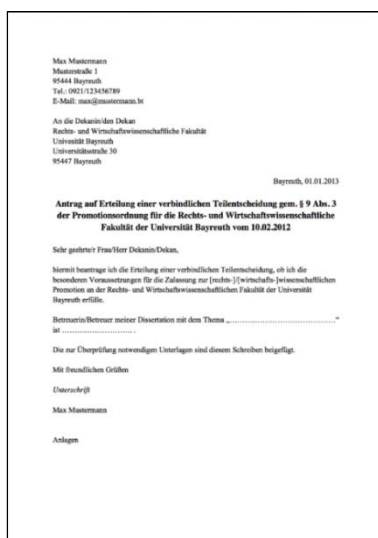 Max Mustermann
Musterstraße 1
95444 Bayreuth
Tel.: 0921/123456789
E-Mail: max@mustermann.bt
An die Dekanin/den Dekan
Rechts- und Wirtschaftswissenschaftliche Fakultät
Univesität Bayreuth
Universitätsstraße 30
95447 Bayreuth
Bayreuth, 01.01.2013
Antrag auf Erteilung einer verbindlichen Teilentscheidung gem. § 9 Abs. 3
der Promotionsordnung für die Rechts- und Wirtschaftswissenschaftliche
Fakultät der Universität Bayreuth vom 10.02.2012
Sehr geehrte/r Frau/Herr Dekanin/Dekan,
hiermit beantrage ich die Erteilung einer verbindlichen Teilentscheidung, ob ich die
besonderen Voraussetzungen für die Zulassung zur [rechts-]/[wirtschafts-]wissenschaftlichen
Promotion an der Rechts- und Wirtschaftswissenschaftlichen Fakultät der Universität
Bayreuth erfülle.
Betreuerin/Betreuer meiner Dissertation mit dem Thema „……………………………………“
ist ………………………. .
Die zur Überprüfung notwendigen Unterlagen sind diesem Schreiben beigefügt.
Mit freundlichen Grüßen
Unterschrift
Max Mustermann
Anlagen